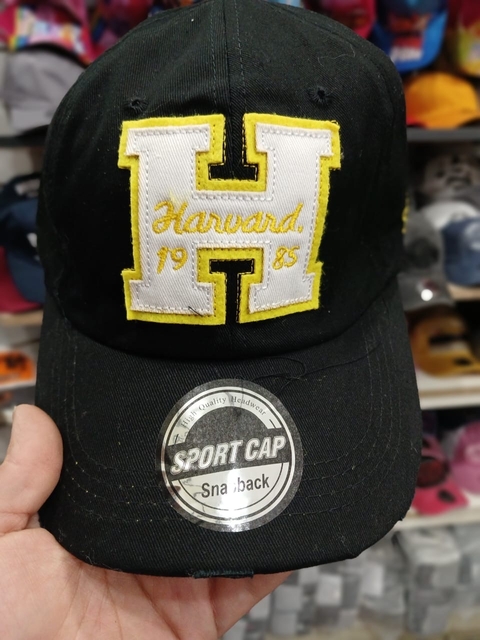 H
Harvard.
19 85
High Quality Headwear
SPORT CAP
Snapback